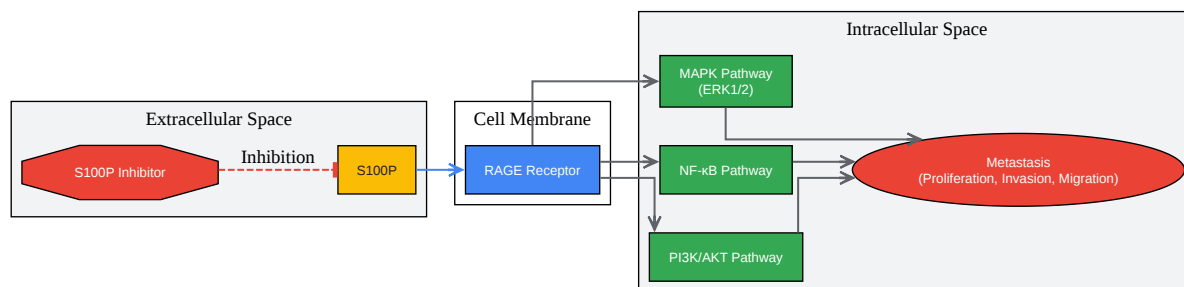 Extracellular Space
S100P Inhibitor
Inhibition
S100P
Cell Membrane
RAGE Receptor
Intracellular Space
MAPK Pathway
(ERK1/2)
NF-κB Pathway
PI3K/AKT Pathway
Metastasis
(Proliferation, Invasion, Migration)